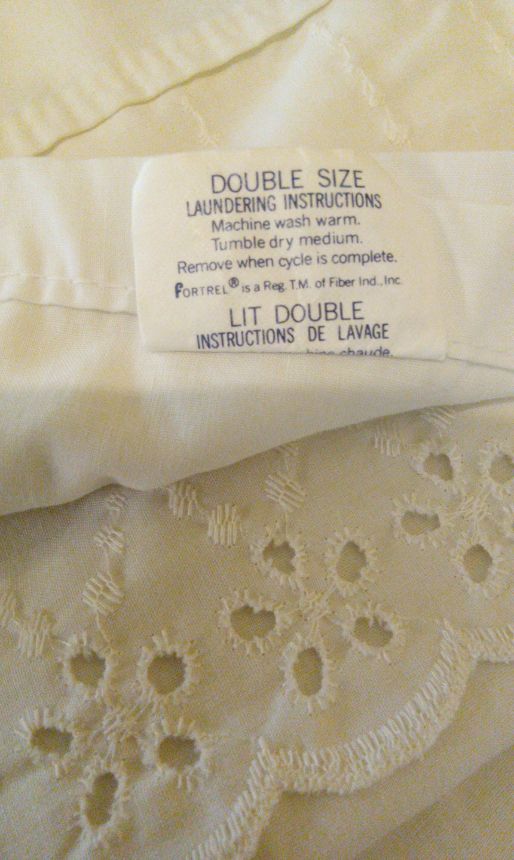 DOUBLE SIZE
LAUNDERING INSTRUCTIONS
Machine wash warm.
Tumble dry medium.
Remove when cycle is complete.
FORTREL® is a Reg. T.M. of Fiber Ind., Inc.
LIT DOUBLE
INSTRUCTIONS DE LAVAGE
chaude.